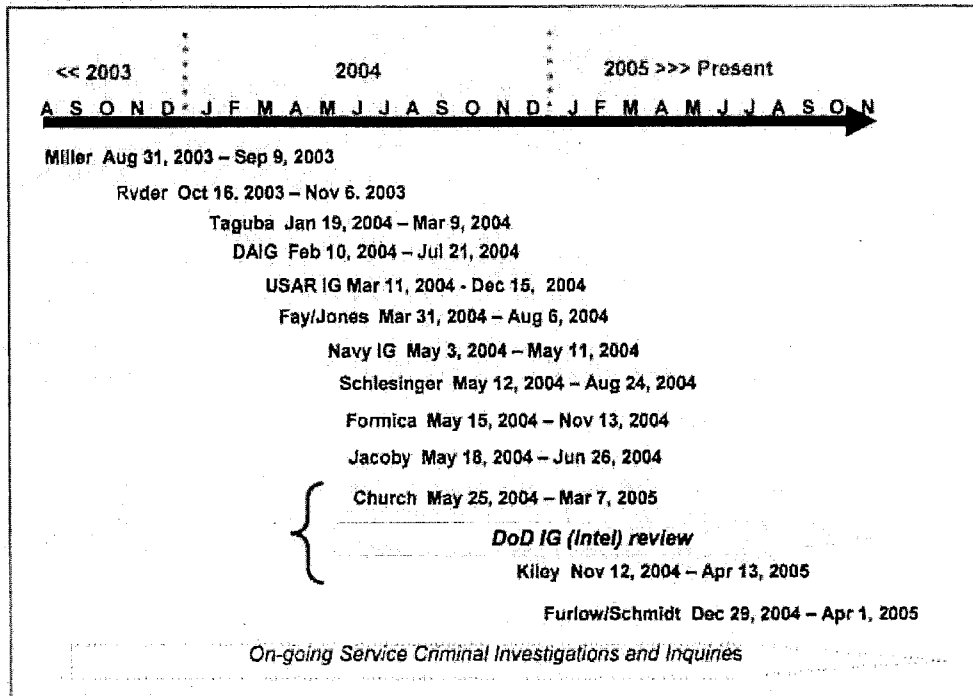 << 2003 2004 2005 >>> Present
A S O N D J F M A M J J A S O N D J F M A M J J A S O N
Miller Aug 31, 2003 – Sep 9, 2003
Ryder Oct 16. 2003 – Nov 6. 2003
Taguba Jan 19, 2004 – Mar 9, 2004
DAIG Feb 10, 2004 – Jul 21, 2004
USAR IG Mar 11, 2004 - Dec 15, 2004
Fay/Jones Mar 31, 2004 – Aug 6, 2004
Navy IG May 3, 2004 – May 11, 2004
Schlesinger May 12, 2004 – Aug 24, 2004
Formica May 15, 2004 – Nov 13, 2004
Jacoby May 18, 2004 – Jun 26, 2004
Church May 25, 2004 – Mar 7, 2005
DoD IG (Intel) review
Kiley Nov 12, 2004 – Apr 13, 2005
Furlow/Schmidt Dec 29, 2004 – Apr 1, 2005
On-going Service Criminal Investigations and Inquiries